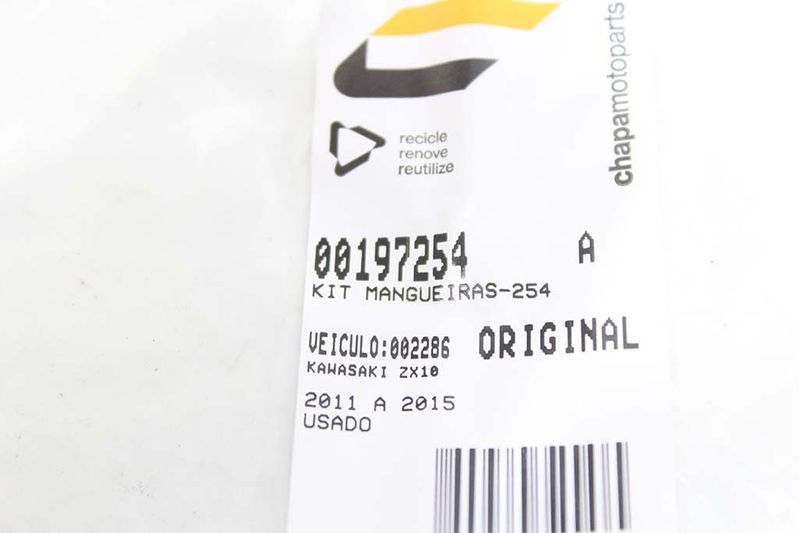 chapamotoparts
recicle
renove
reutilize
00197254 A
KIT MANGUEIRAS-254
VEICULO:002286 ORIGINAL
KAWASAKI ZX10
2011 A 2015
USADO